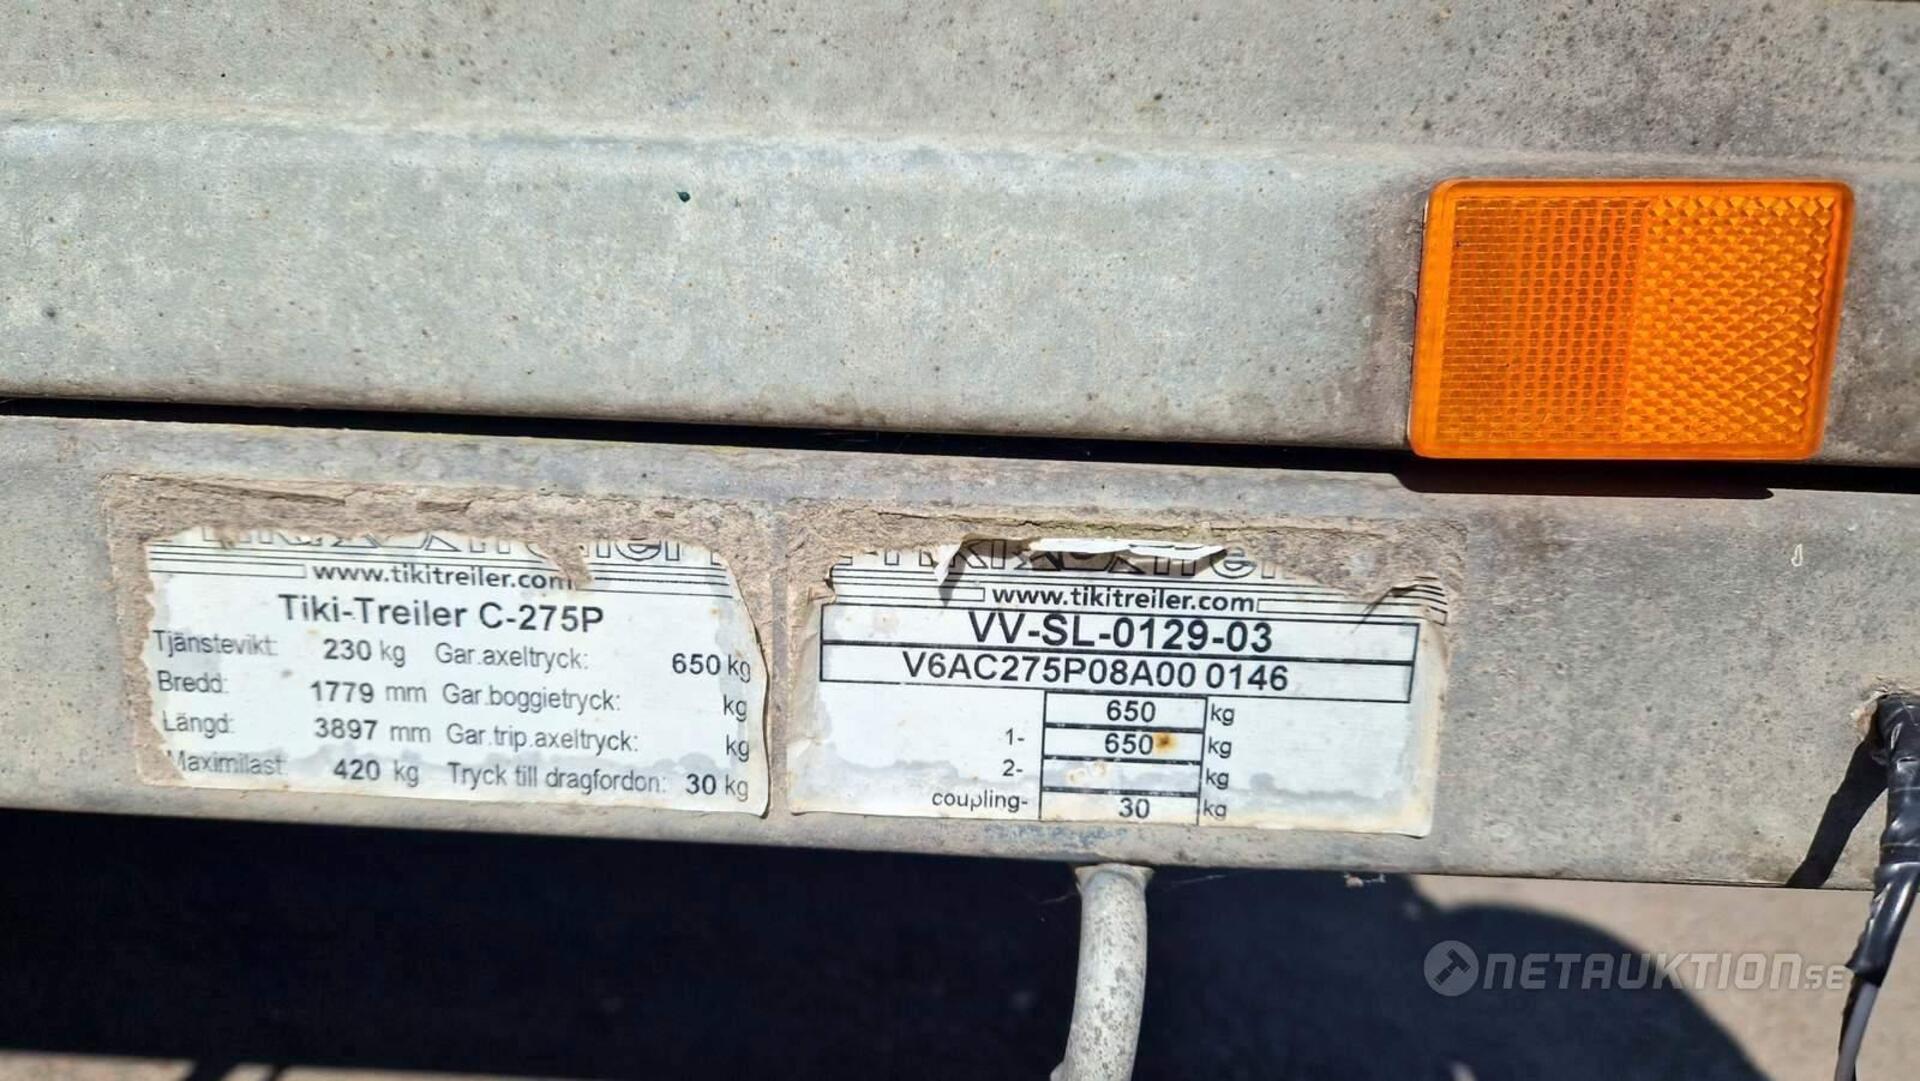 www.tikitreiler.com
Tiki-Treiler C-275P
Tjänstevikt: 230 kg Gar.axeltryck: 650 kg
Bredd: 1779 mm Gar.boggietryck: kg
Längd: 3897 mm Gar.trip.axeltryck: kg
Maximilast: 420 kg Tryck till dragfordon: 30 kg
www.tikitreiler.com
VV-SL-0129-03
V6AC275P08A00 0146
650 kg
1- 650 kg
2- kg
coupling- 30 kg
NETAUKTION.SE